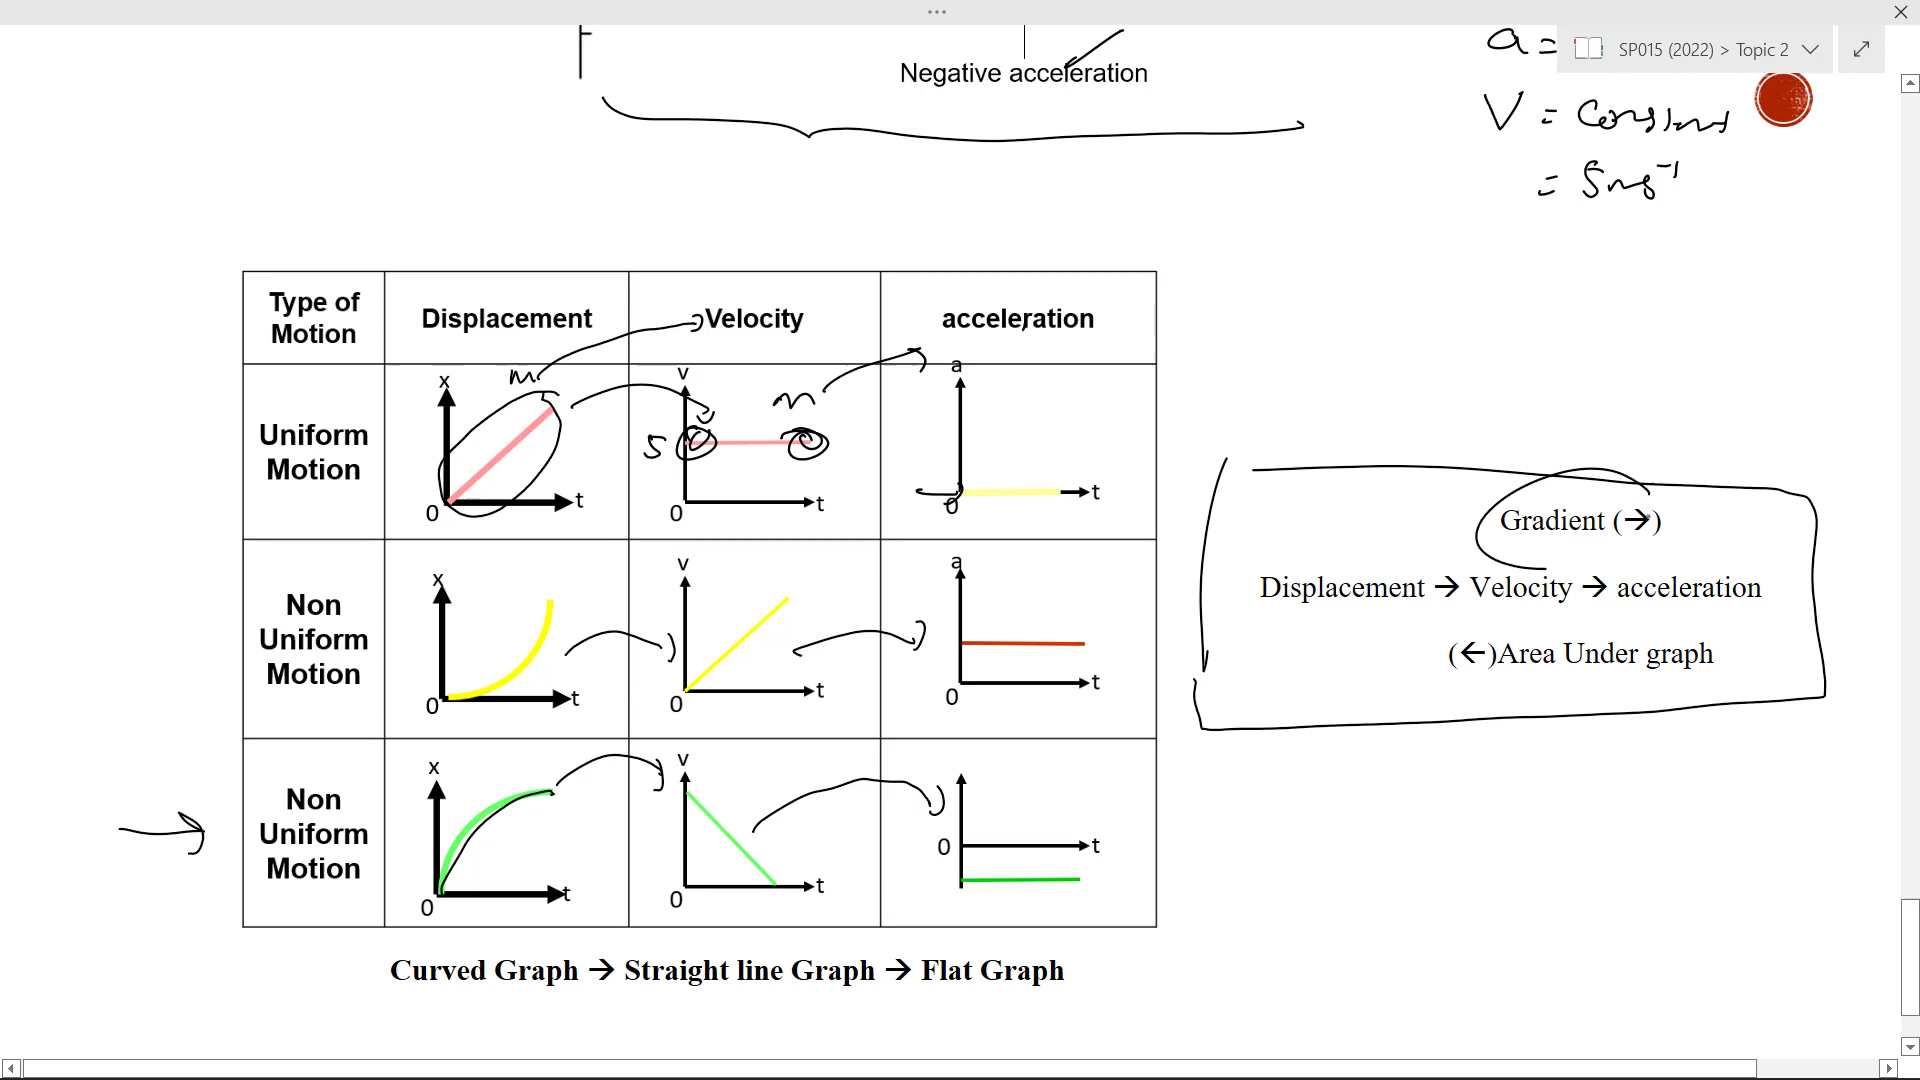 Negative acceleration
a =
SP015 (2022) > Topic 2
V = Constant
= 5ms⁻¹
Type of
Motion
Displacement
Velocity
acceleration
Uniform
Motion
x
m
0
t
v
m
5
0
t
a
0
t
Non
Uniform
Motion
x
0
t
v
0
t
a
0
t
Non
Uniform
Motion
x
0
t
v
0
t
0
t
Gradient (→)
Displacement → Velocity → acceleration
(←)Area Under graph
Curved Graph → Straight line Graph → Flat Graph